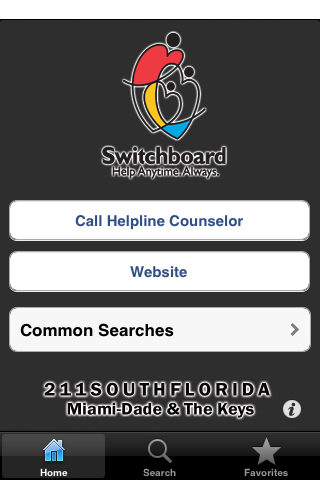 Switchboard
Help Anytime. Always.
Call Helpline Counselor
Website
Common Searches
211SOUTHFLORIDA
Miami-Dade & The Keys
i
Home
Search
Favorites